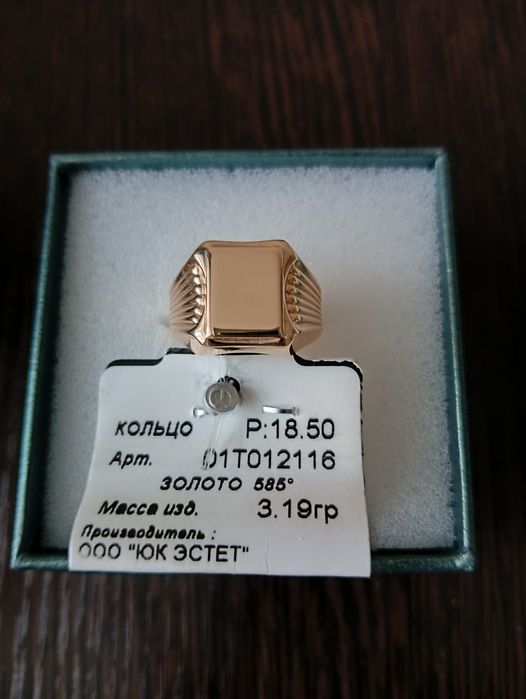 кольцо Р:18.50
Арт. 01Т012116
золото 585°
Масса изд. 3.19гр
Производитель :
ООО "ЮК ЭСТЕТ"